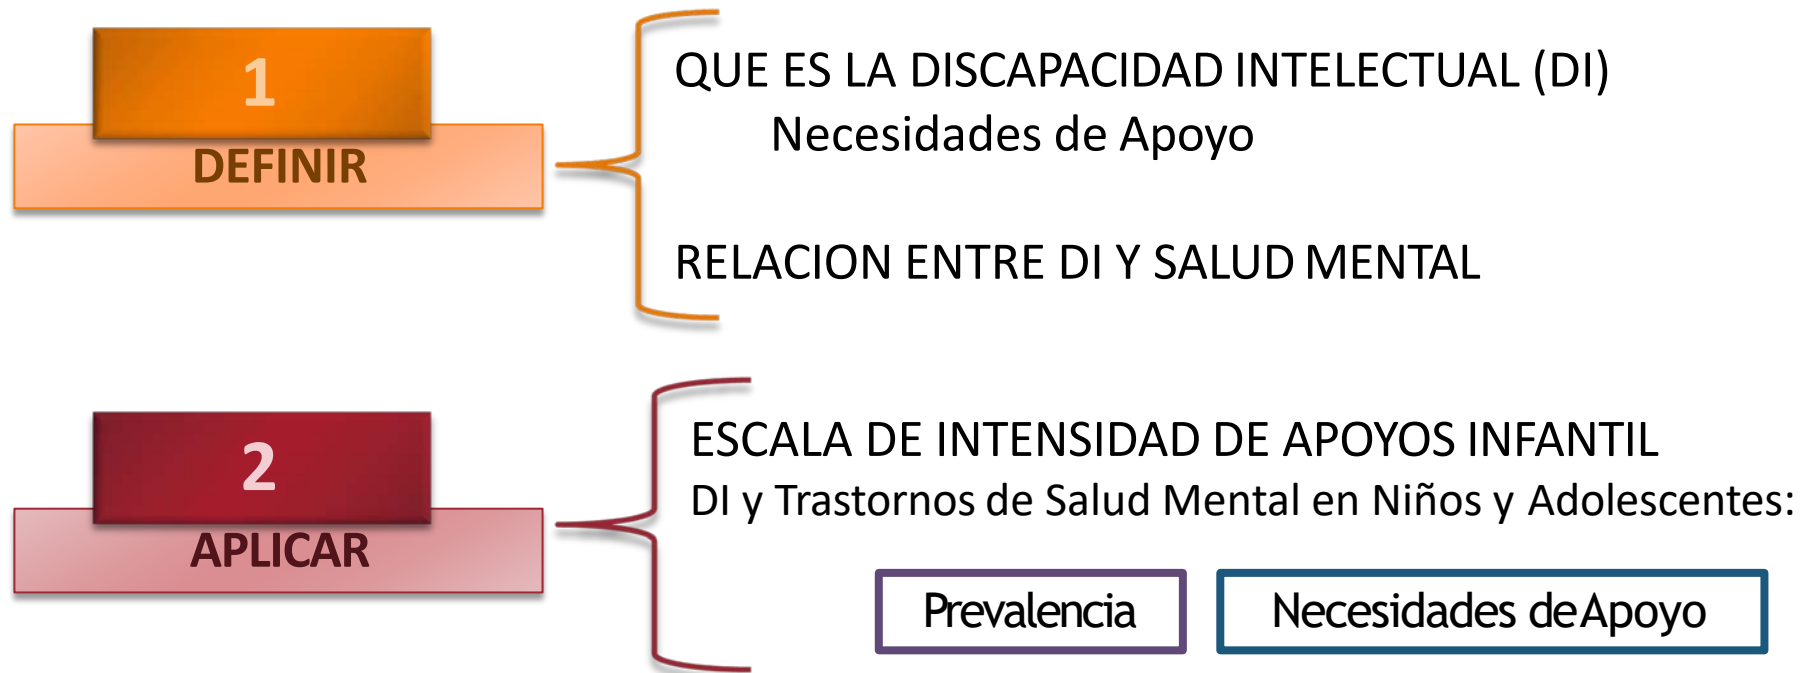 1
DEFINIR
QUE ES LA DISCAPACIDAD INTELECTUAL (DI)
Necesidades de Apoyo
RELACION ENTRE DI Y SALUD MENTAL
2
APLICAR
ESCALA DE INTENSIDAD DE APOYOS INFANTIL
DI y Trastornos de Salud Mental en Niños y Adolescentes:
Prevalencia
Necesidades de Apoyo